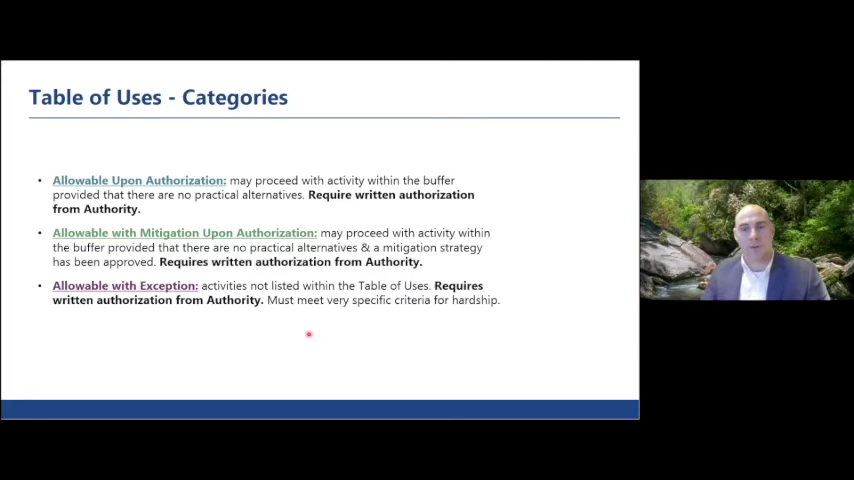 Table of Uses - Categories
• Allowable Upon Authorization: may proceed with activity within the buffer
provided that there are no practical alternatives. Require written authorization
from Authority.
• Allowable with Mitigation Upon Authorization: may proceed with activity within
the buffer provided that there are no practical alternatives & a mitigation strategy
has been approved. Requires written authorization from Authority.
• Allowable with Exception: activities not listed within the Table of Uses. Requires
written authorization from Authority. Must meet very specific criteria for hardship.